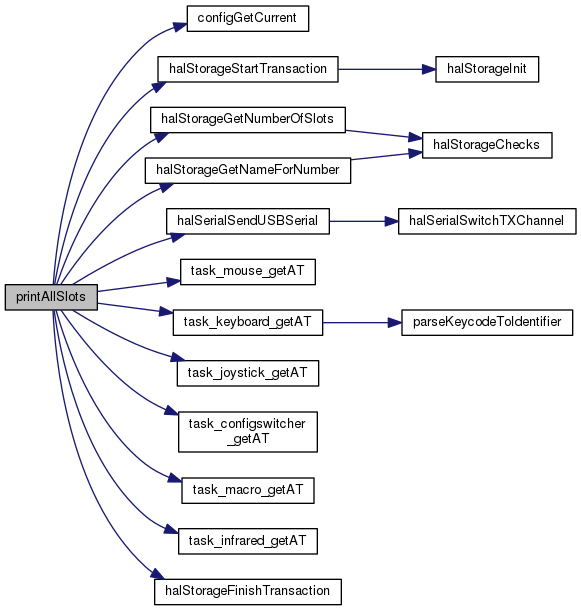 configGetCurrent
halStorageStartTransaction
halStorageInit
halStorageGetNumberOfSlots
halStorageChecks
halStorageGetNameForNumber
halSerialSendUSBSerial
halSerialSwitchTXChannel
task_mouse_getAT
printAllSlots
task_keyboard_getAT
parseKeycodeToIdentifier
task_joystick_getAT
task_configswitcher
_getAT
task_macro_getAT
task_infrared_getAT
halStorageFinishTransaction